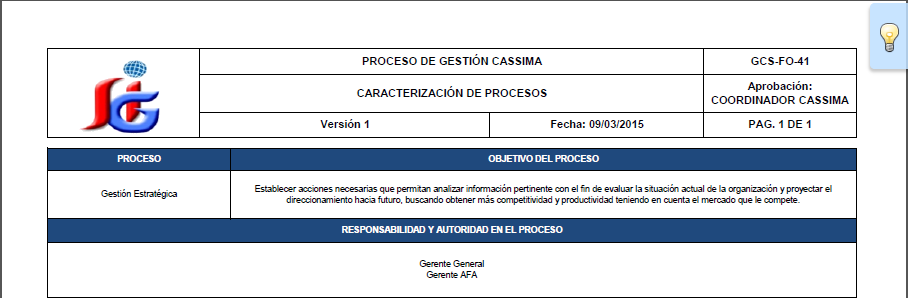 PROCESO DE GESTIÓN CASSIMA
GCS-FO-41
CARACTERIZACIÓN DE PROCESOS
Aprobación:
COORDINADOR CASSIMA
Versión 1
Fecha: 09/03/2015
PAG. 1 DE 1
PROCESO
OBJETIVO DEL PROCESO
Gestión Estratégica
Establecer acciones necesarias que permitan analizar información pertinente con el fin de evaluar la situación actual de la organización y proyectar el
direccionamiento hacia futuro, buscando obtener más competitividad y productividad teniendo en cuenta el mercado que le compete.
RESPONSABILIDAD Y AUTORIDAD EN EL PROCESO
Gerente General
Gerente AFA